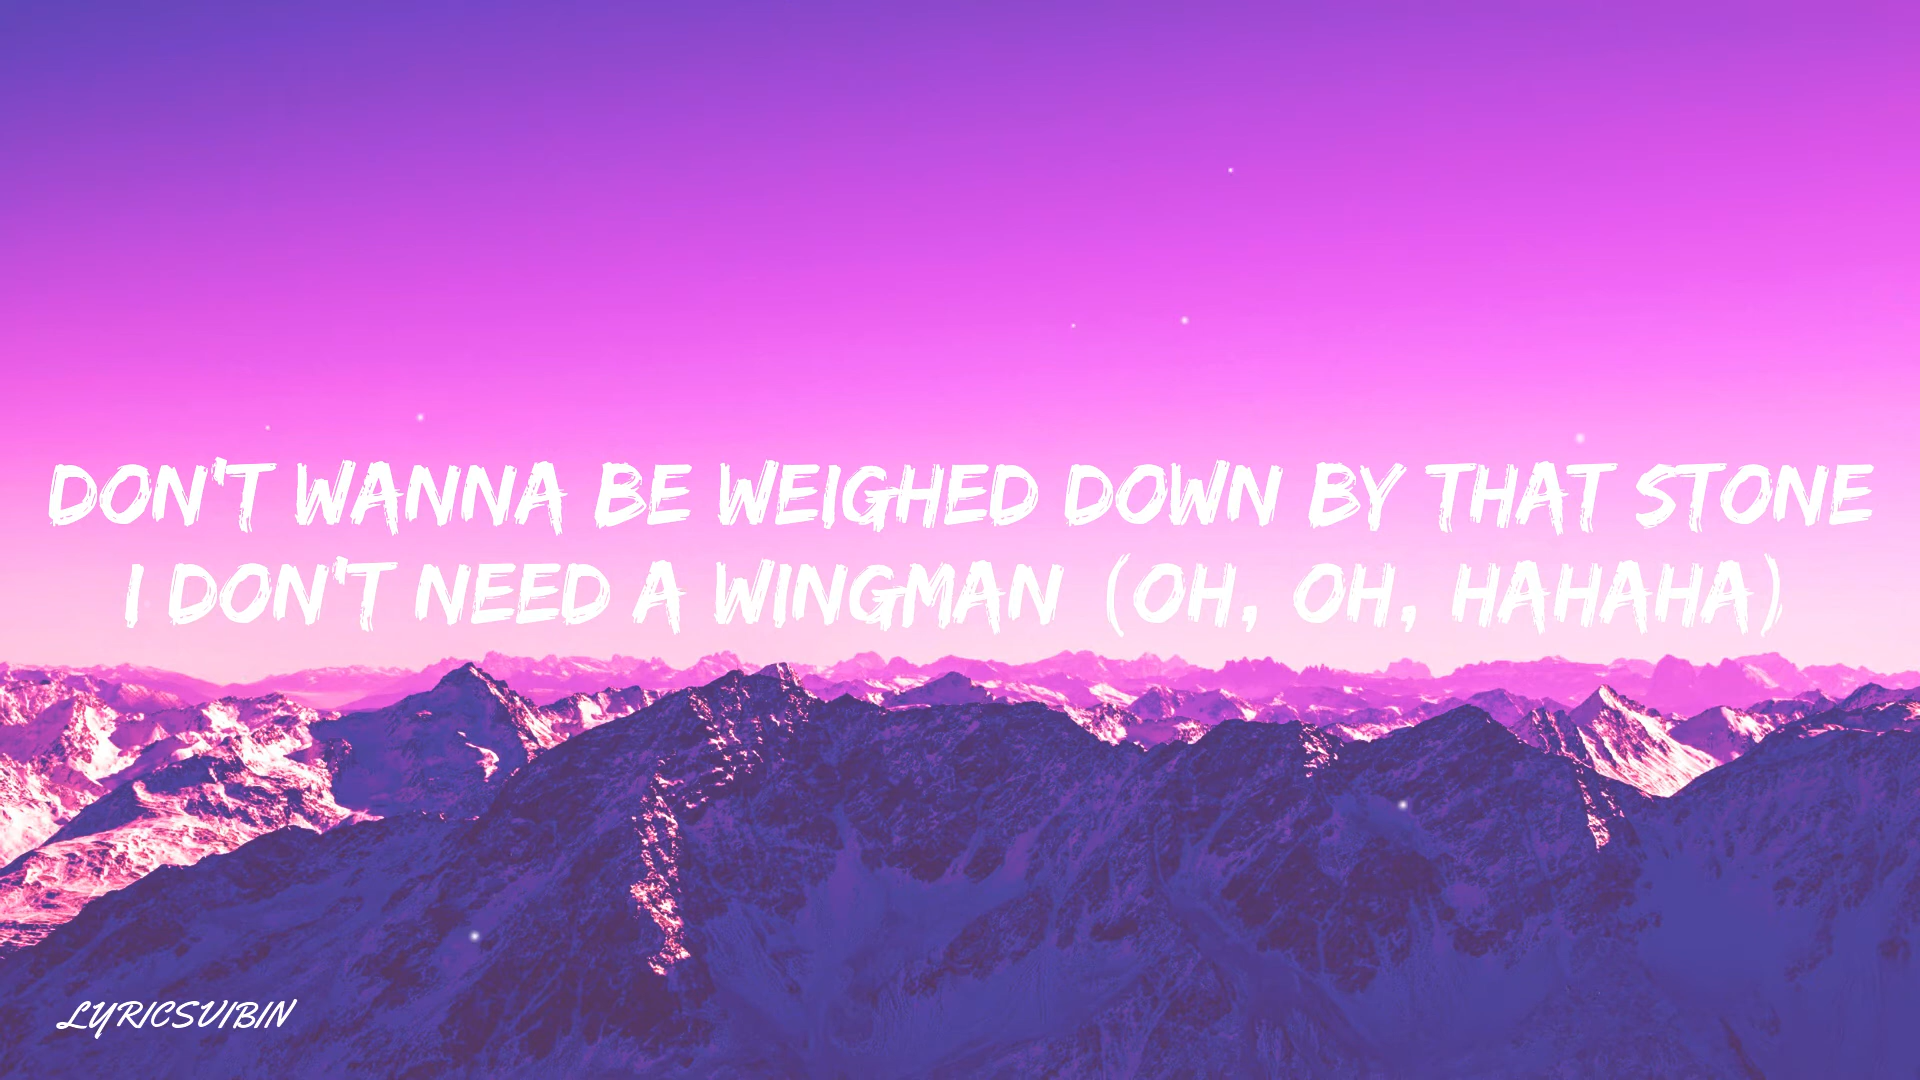 DON'T WANNA BE WEIGHED DOWN BY THAT STONE
I DON'T NEED A WINGMAN (OH, OH, HAHAHA)
LYRICSVIBIN